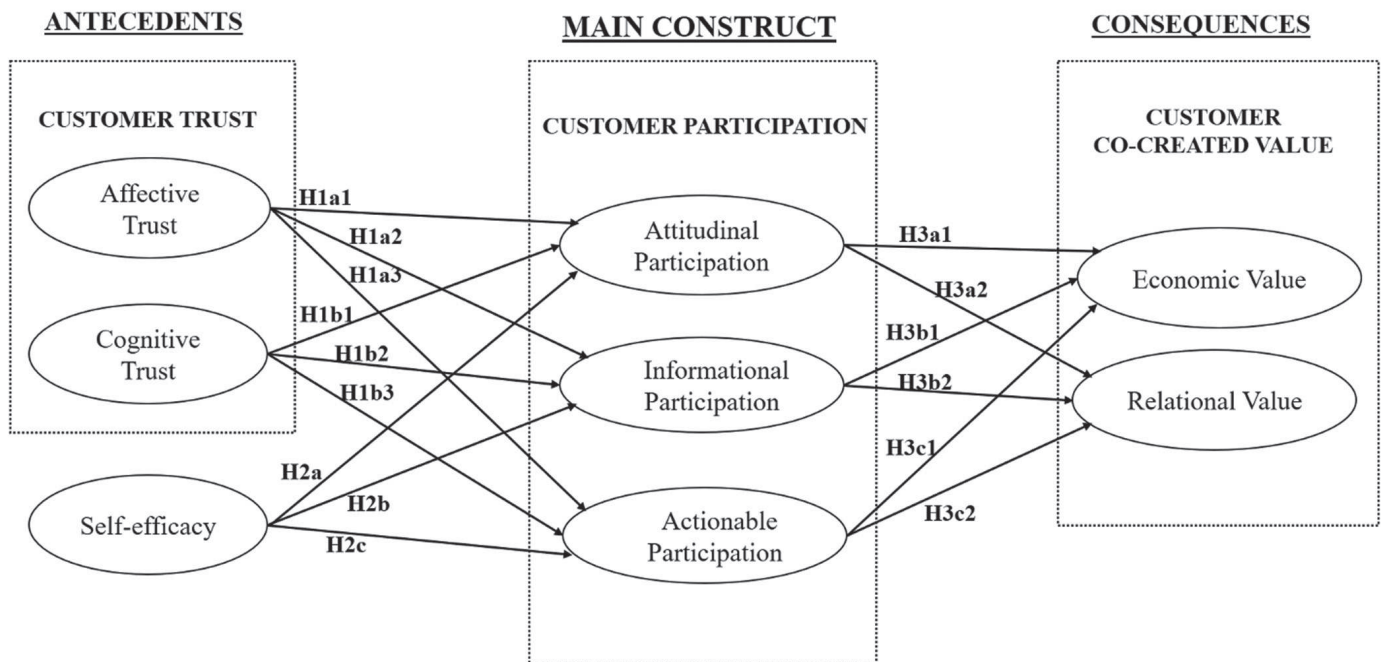 ANTECEDENTS
MAIN CONSTRUCT
CONSEQUENCES
CUSTOMER TRUST
Affective
Trust
Cognitive
Trust
Self-efficacy
H1a1
H1a2
H1a3
H1b1
H1b2
H1b3
H2a
H2b
H2c
CUSTOMER PARTICIPATION
Attitudinal
Participation
Informational
Participation
Actionable
Participation
H3a1
H3a2
H3b1
H3b2
H3c1
H3c2
CUSTOMER
CO-CREATED VALUE
Economic Value
Relational Value